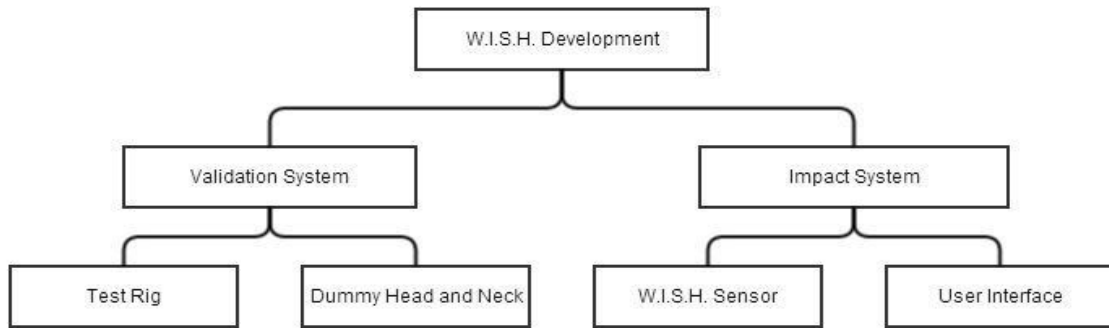 W.I.S.H. Development
Validation System
Impact System
Test Rig
Dummy Head and Neck
W.I.S.H. Sensor
User Interface